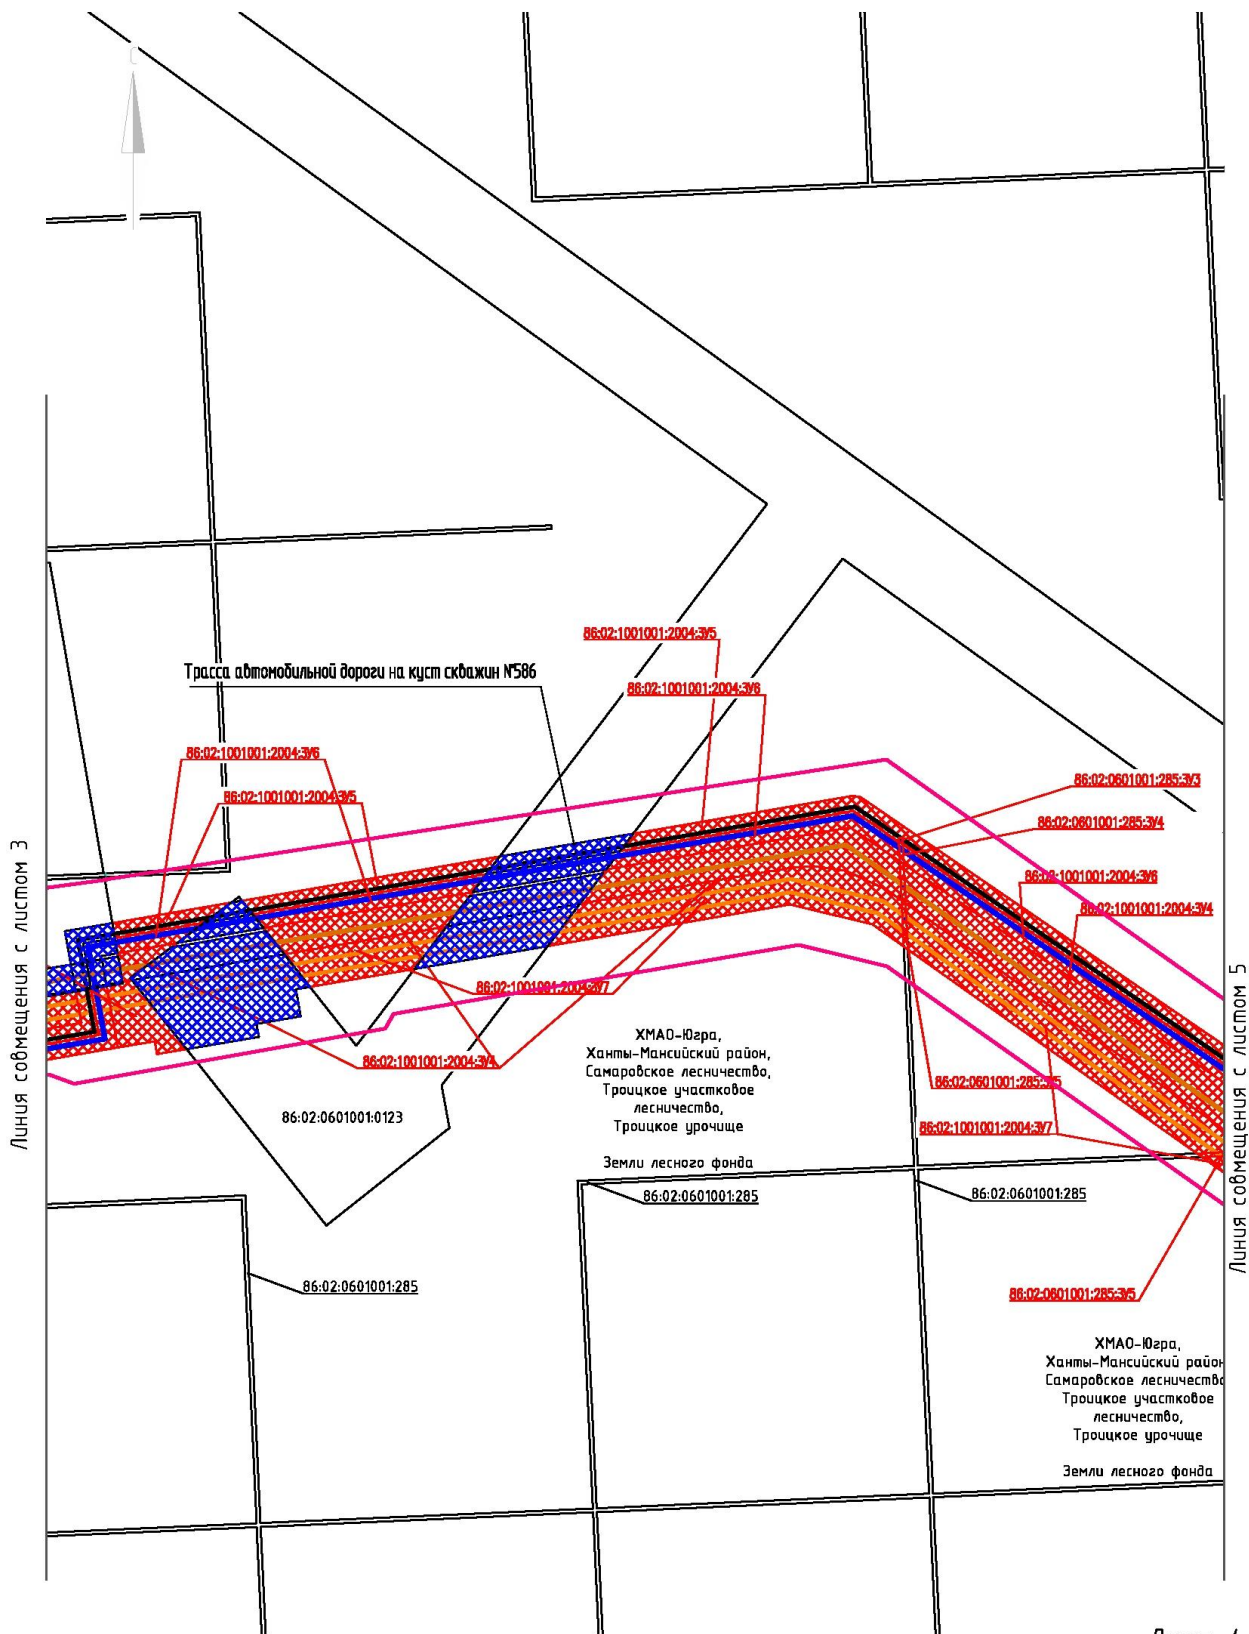 С
86:02:1001001:2004:ЗУ5
Трасса автомобильной дороги на куст скважин №586
86:02:1001001:2004:ЗУ6
86:02:1001001:2004:ЗУ6
86:02:1001001:2004:ЗУ5
86:02:0601001:285:ЗУ3
86:02:0601001:285:ЗУ4
86:02:1001001:2004:ЗУ6
86:02:1001001:2004:ЗУ4
Линия совмещения с листом 3
Линия совмещения с листом 5
86:02:1001001:2004:ЗУ7
86:02:1001001:2004:ЗУ4
86:02:0601001:0123
ХМАО-Югра,
Ханты-Мансийский район,
Самаровское лесничество,
Троицкое участковое
лесничество,
Троицкое урочище
Земли лесного фонда
86:02:0601001:285:ЗУ5
86:02:1001001:2004:ЗУ7
86:02:0601001:285
86:02:0601001:285
86:02:0601001:285
86:02:0601001:285:ЗУ5
ХМАО-Югра,
Ханты-Мансийский район
Самаровское лесничество
Троицкое участковое
лесничество,
Троицкое урочище
Земли лесного фонда